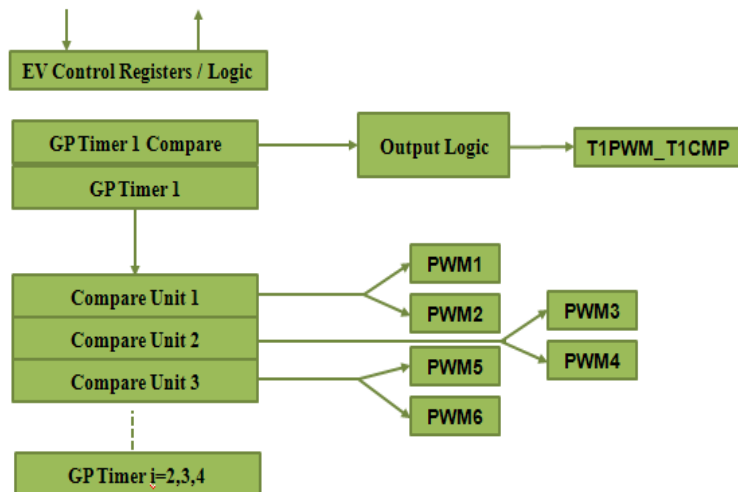 EV Control Registers / Logic
GP Timer 1 Compare
Output Logic
T1PWM_T1CMP
GP Timer 1
Compare Unit 1
PWM1
PWM2
Compare Unit 2
PWM3
PWM4
Compare Unit 3
PWM5
PWM6
GP Timer i=2,3,4